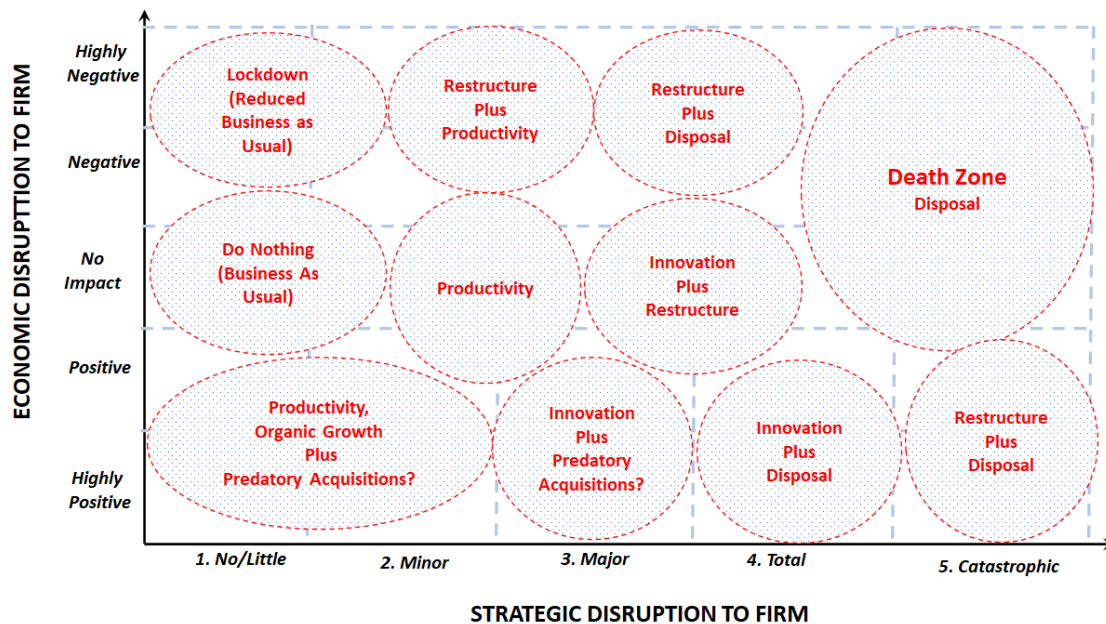 ECONOMIC DISRUPTION TO FIRM
Highly
Negative
Negative
No
Impact
Positive
Highly
Positive
Lockdown
(Reduced
Business as
Usual)
Restructure
Plus
Productivity
Restructure
Plus
Disposal
Death Zone
Disposal
Do Nothing
(Business As
Usual)
Productivity
Innovation
Plus
Restructure
Productivity,
Organic Growth
Plus
Predatory Acquisitions?
Innovation
Plus
Predatory
Acquisitions?
Innovation
Plus
Disposal
Restructure
Plus
Disposal
1. No/Little
2. Minor
3. Major
4. Total
5. Catastrophic
STRATEGIC DISRUPTION TO FIRM